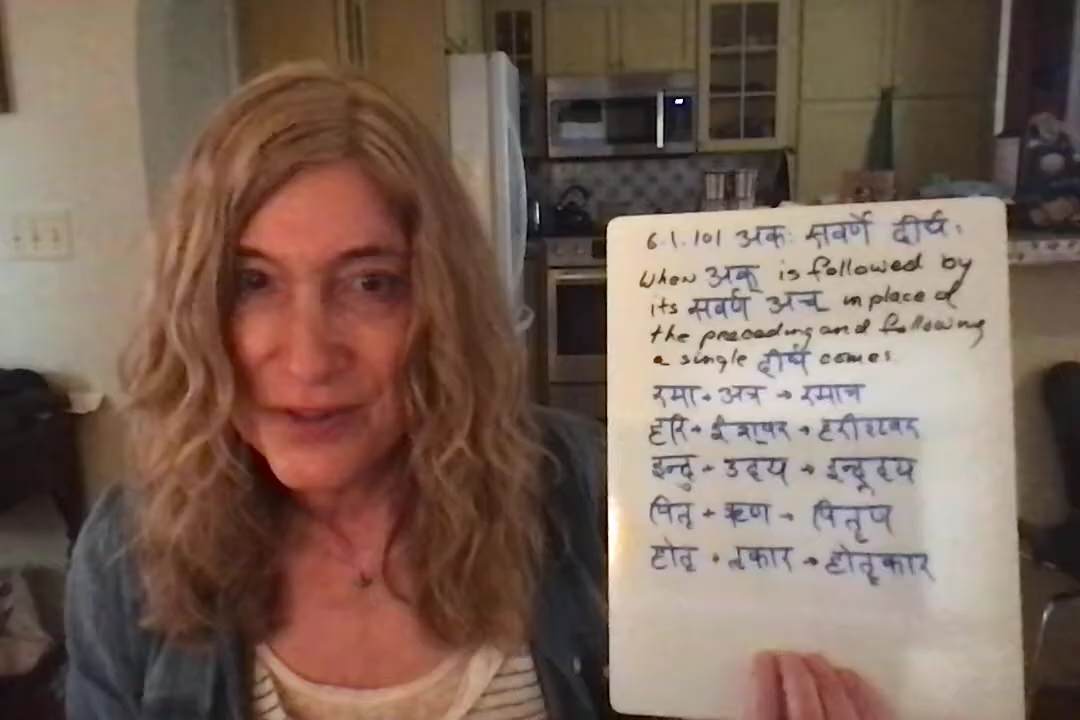 6.1.101 अकः सवर्णे दीर्घः
When अक् is followed by
its सवर्ण अच् in place of
the preceding and following
a single दीर्घ comes.
रमा + अत्र → रमात्र
हरि + ईश्वर → हरीश्वर
इन्दु + उदय → इन्दूदय
पितृ + ऋण →
होतृ + →